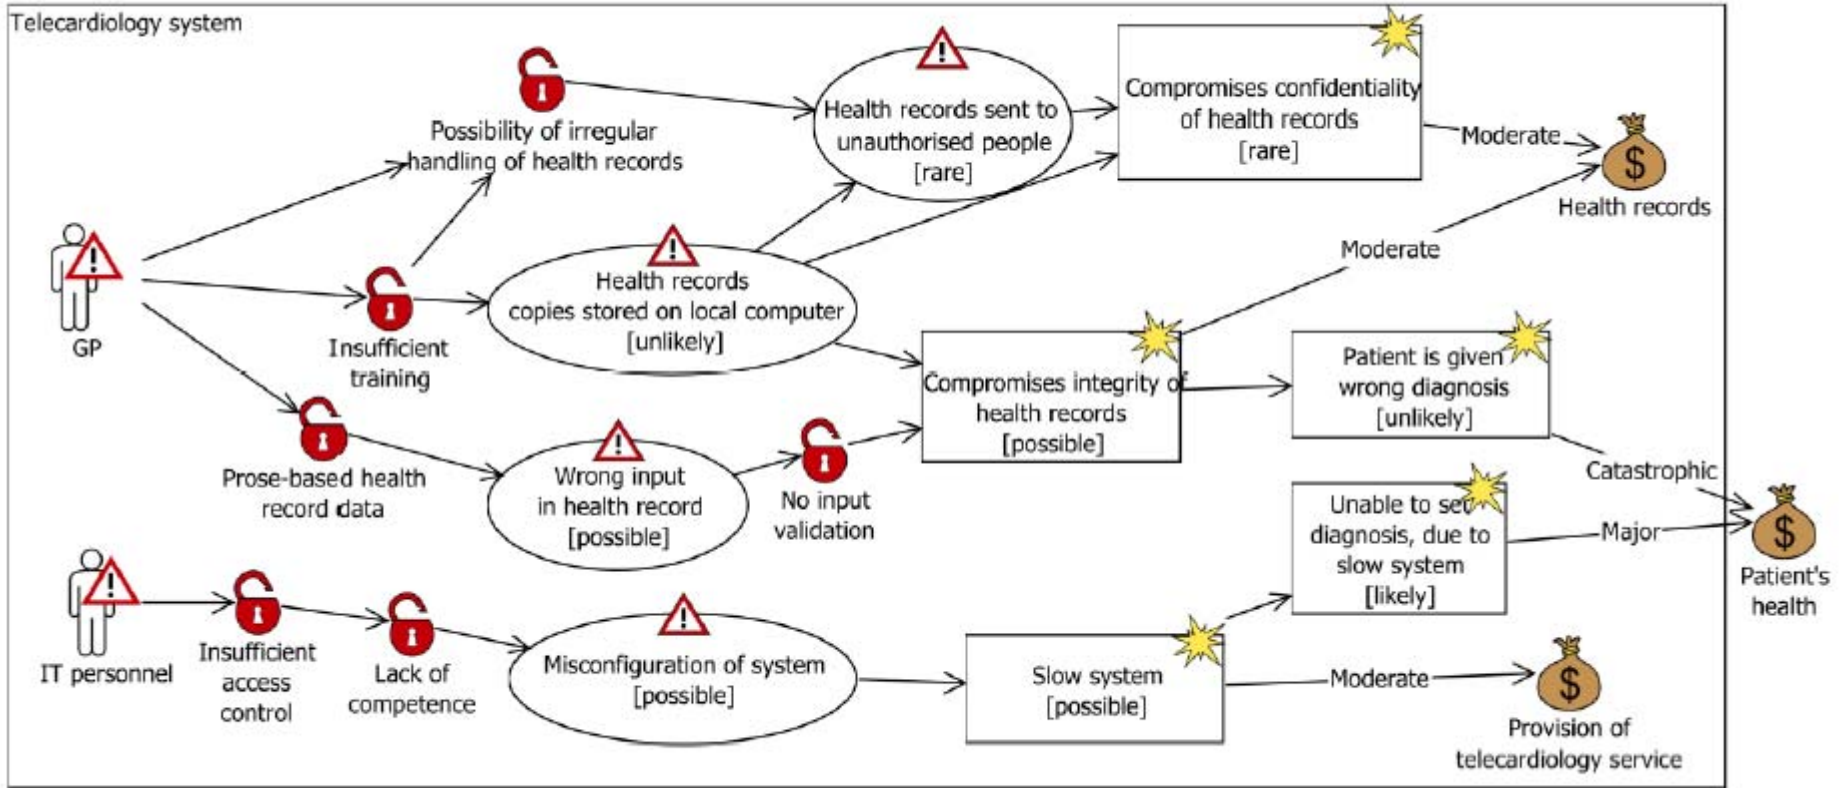 Telecardiology system
Possibility of irregular
handling of health records
Health records sent to
unauthorised people
[rare]
Compromises confidentiality
of health records
[rare]
Moderate
$
Health records
GP
Insufficient
training
Health records
copies stored on local computer
[unlikely]
Moderate
Compromises integrity of
health records
[possible]
Patient is given
wrong diagnosis
[unlikely]
Catastrophic
Prose-based health
record data
Wrong input
in health record
[possible]
No input
validation
Unable to set
diagnosis, due to
slow system
[likely]
Major
$
Patient's
health
IT personnel
Insufficient
access
control
Lack of
competence
Misconfiguration of system
[possible]
Slow system
[possible]
Moderate
$
Provision of
telecardiology service